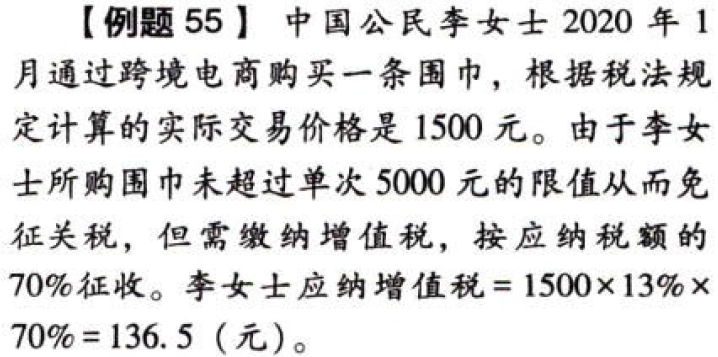 【例题 55】 中国公民李女士 2020 年 1
月通过跨境电商购买一条围巾，根据税法规
定计算的实际交易价格是 1500 元。由于李女
士所购围巾未超过单次 5000 元的限值从而免
征关税，但需缴纳增值税，按应纳税额的
70%征收。李女士应纳增值税 = 1500×13%×
70% = 136. 5（元）。